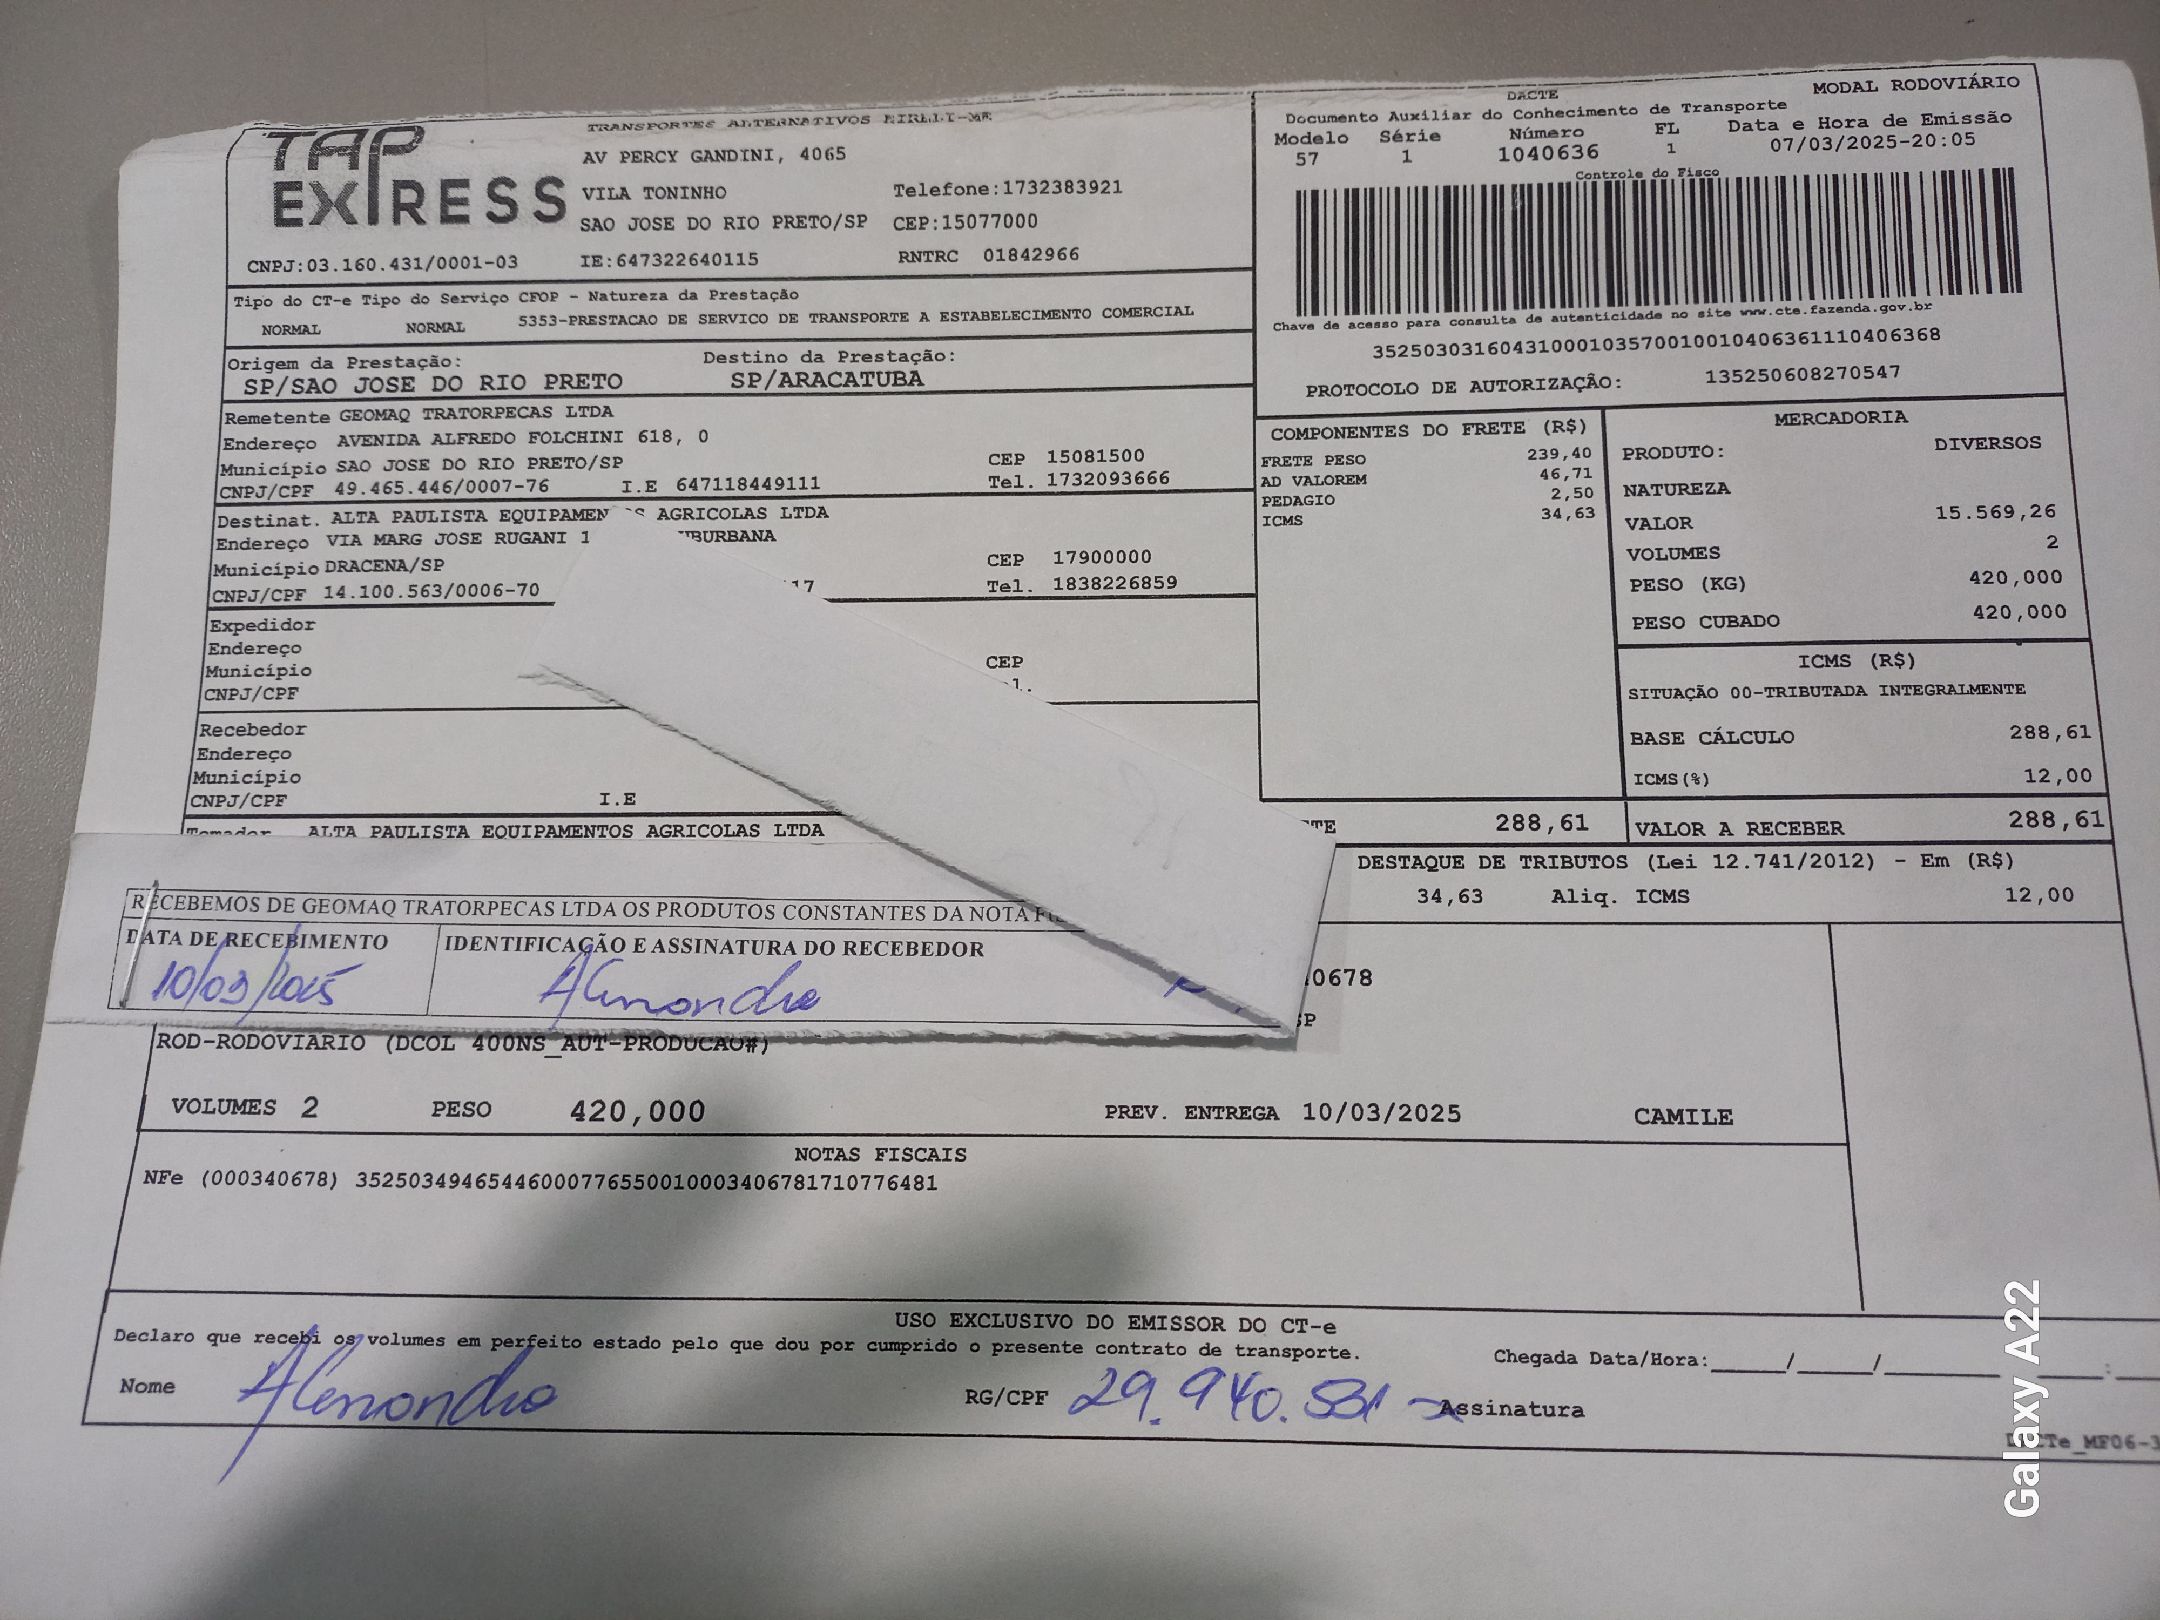 TAP EXPRESS
TRANSPORTES ALTERNATIVOS EIRELI-ME
AV PERCY GANDINI, 4065
VILA TONINHO Telefone:1732383921
SAO JOSE DO RIO PRETO/SP CEP:15077000
CNPJ:03.160.431/0001-03 IE:647322640115 RNTRC 01842966
DACTE MODAL RODOVIÁRIO
Documento Auxiliar do Conhecimento de Transporte
Modelo Série Número FL Data e Hora de Emissão
57 1 1040636 1 07/03/2025-20:05
Controle do Fisco
Chave de acesso para consulta de autenticidade no site www.cte.fazenda.gov.br
35250303160431000103570010010406361110406368
PROTOCOLO DE AUTORIZAÇÃO: 135250608270547
Tipo do CT-e Tipo do Serviço CFOP - Natureza da Prestação
NORMAL NORMAL 5353-PRESTACAO DE SERVICO DE TRANSPORTE A ESTABELECIMENTO COMERCIAL
Origem da Prestação: Destino da Prestação:
SP/SAO JOSE DO RIO PRETO SP/ARACATUBA
Remetente GEOMAQ TRATORPECAS LTDA
Endereço AVENIDA ALFREDO FOLCHINI 618, 0
Município SAO JOSE DO RIO PRETO/SP CEP 15081500
CNPJ/CPF 49.465.446/0007-76 I.E 647118449111 Tel. 1732093666
Destinat. ALTA PAULISTA EQUIPAMEN S AGRICOLAS LTDA
Endereço VIA MARG JOSE RUGANI 1 UBURBANA
Município DRACENA/SP CEP 17900000
CNPJ/CPF 14.100.563/0006-70 17 Tel. 1838226859
Expedidor
Endereço
Município CEP
CNPJ/CPF l.
Recebedor
Endereço
Município
CNPJ/CPF I.E
Tomador ALTA PAULISTA EQUIPAMENTOS AGRICOLAS LTDA
COMPONENTES DO FRETE (R$)
FRETE PESO 239,40
AD VALOREM 46,71
PEDAGIO 2,50
ICMS 34,63
MERCADORIA
PRODUTO: DIVERSOS
NATUREZA
VALOR 15.569,26
VOLUMES 2
PESO (KG) 420,000
PESO CUBADO 420,000
ICMS (R$)
SITUAÇÃO 00-TRIBUTADA INTEGRALMENTE
BASE CÁLCULO 288,61
ICMS(%) 12,00
TE 288,61 VALOR A RECEBER 288,61
DESTAQUE DE TRIBUTOS (Lei 12.741/2012) - Em (R$)
34,63 Aliq. ICMS 12,00
RECEBEMOS DE GEOMAQ TRATORPECAS LTDA OS PRODUTOS CONSTANTES DA NOTA
DATA DE RECEBIMENTO IDENTIFICAÇÃO E ASSINATURA DO RECEBEDOR
10/03/2025 Alexandre
0678
SP
ROD-RODOVIARIO (DCOL 400NS_AUT-PRODUCAO#)
VOLUMES 2 PESO 420,000 PREV. ENTREGA 10/03/2025 CAMILE
NOTAS FISCAIS
NFe (000340678) 35250349465446000776550010003406781710776481
USO EXCLUSIVO DO EMISSOR DO CT-e
Declaro que recebi os volumes em perfeito estado pelo que dou por cumprido o presente contrato de transporte.
Chegada Data/Hora:_____/_____/_______ :
Nome Alexandre RG/CPF 29.940.531 Assinatura
Te_MF06-3
Galaxy A22